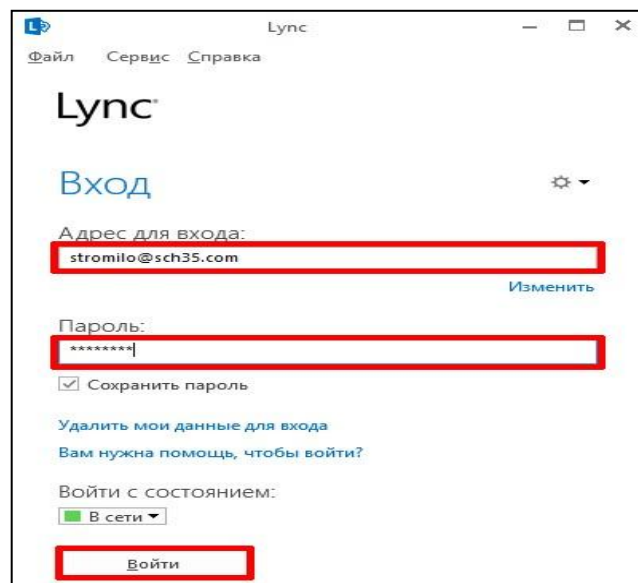 Lync
Файл Сервис Справка
Lync
Вход
Адрес для входа:
stromilo@sch35.com
Изменить
Пароль:
********
Сохранить пароль
Удалить мои данные для входа
Вам нужна помощь, чтобы войти?
Войти с состоянием:
В сети
Войти